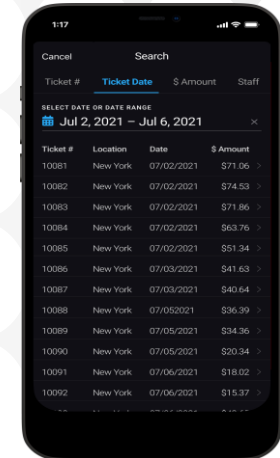 1:17
Cancel Search
Ticket # Ticket Date $ Amount Staff
SELECT DATE OR DATE RANGE
Jul 2, 2021 – Jul 6, 2021 ×
Ticket # Location Date $ Amount
10081 New York 07/02/2021 $71.06 >
10082 New York 07/02/2021 $74.53 >
10083 New York 07/02/2021 $71.86 >
10084 New York 07/02/2021 $63.76 >
10085 New York 07/02/2021 $51.34 >
10086 New York 07/03/2021 $41.63 >
10087 New York 07/03/2021 $40.64 >
10088 New York 07/052021 $36.39 >
10089 New York 07/05/2021 $34.36 >
10090 New York 07/05/2021 $20.34 >
10091 New York 07/06/2021 $18.02 >
10092 New York 07/06/2021 $15.37 >